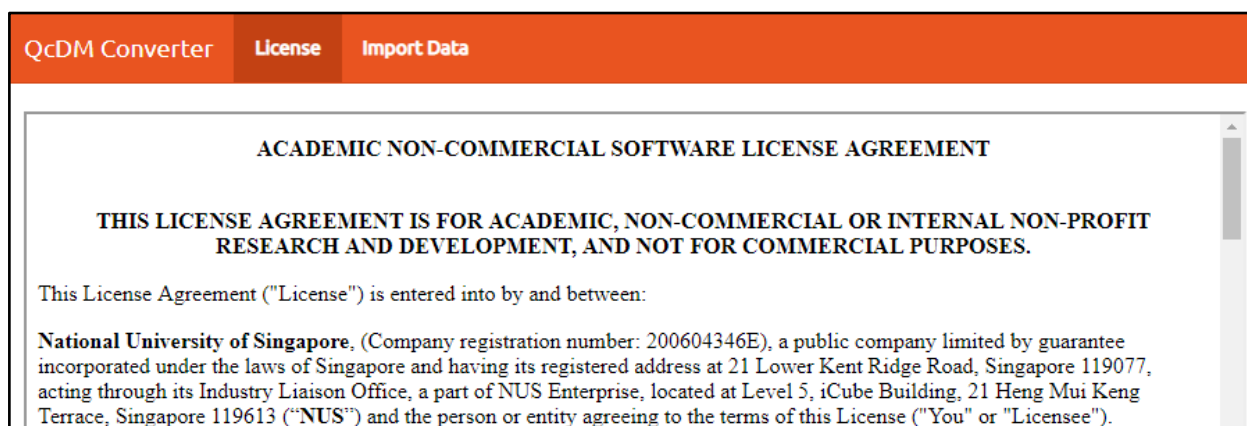 QcDM Converter License Import Data
ACADEMIC NON-COMMERCIAL SOFTWARE LICENSE AGREEMENT
THIS LICENSE AGREEMENT IS FOR ACADEMIC, NON-COMMERCIAL OR INTERNAL NON-PROFIT
RESEARCH AND DEVELOPMENT, AND NOT FOR COMMERCIAL PURPOSES.
This License Agreement ("License") is entered into by and between:
National University of Singapore, (Company registration number: 200604346E), a public company limited by guarantee
incorporated under the laws of Singapore and having its registered address at 21 Lower Kent Ridge Road, Singapore 119077,
acting through its Industry Liaison Office, a part of NUS Enterprise, located at Level 5, iCube Building, 21 Heng Mui Keng
Terrace, Singapore 119613 (“NUS”) and the person or entity agreeing to the terms of this License ("You" or "Licensee").